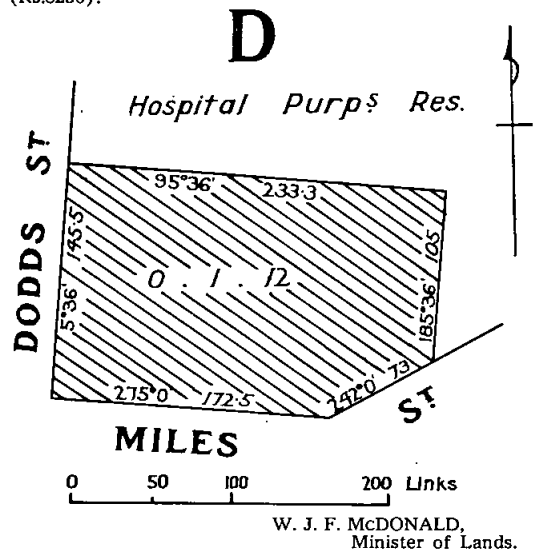 (Rs.8250).
D
Hospital Purps Res.
DODDS ST
95°36' 233·3
145·5
5°36'
105
185°36'
0 . 1 . 12
275°0' 172·5
242°0' 73
MILES ST
0 50 100 200 Links
W. J. F. McDONALD,
Minister of Lands.